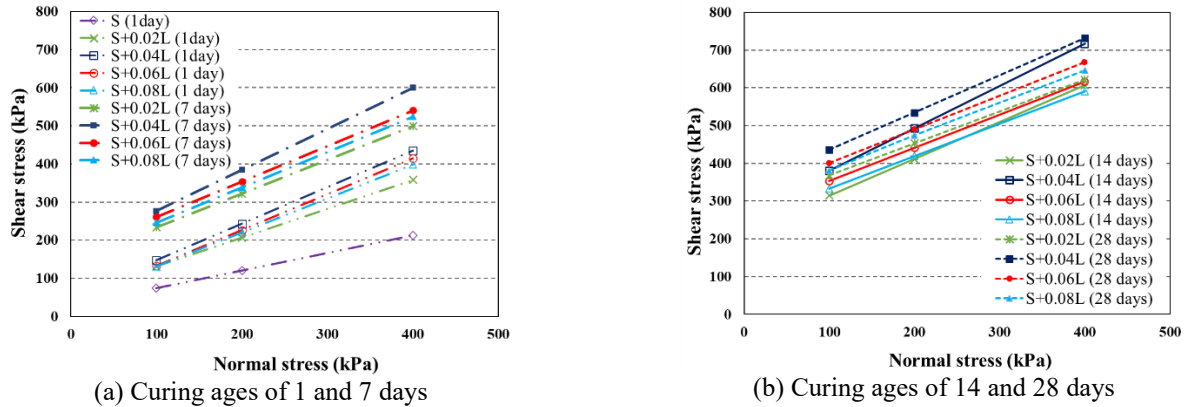 800
700
600
500
400
300
200
100
0
Shear stress (kPa)
S (1day)
S+0.02L (1day)
S+0.04L (1day)
S+0.06L (1 day)
S+0.08L (1 day)
S+0.02L (7 days)
S+0.04L (7 days)
S+0.06L (7 days)
S+0.08L (7 days)
0 100 200 300 400 500
Normal stress (kPa)
(a) Curing ages of 1 and 7 days
800
700
600
500
400
300
200
100
0
Shear stress (kPa)
S+0.02L (14 days)
S+0.04L (14 days)
S+0.06L (14 days)
S+0.08L (14 days)
S+0.02L (28 days)
S+0.04L (28 days)
S+0.06L (28 days)
S+0.08L (28 days)
0 100 200 300 400 500
Normal stress (kPa)
(b) Curing ages of 14 and 28 days